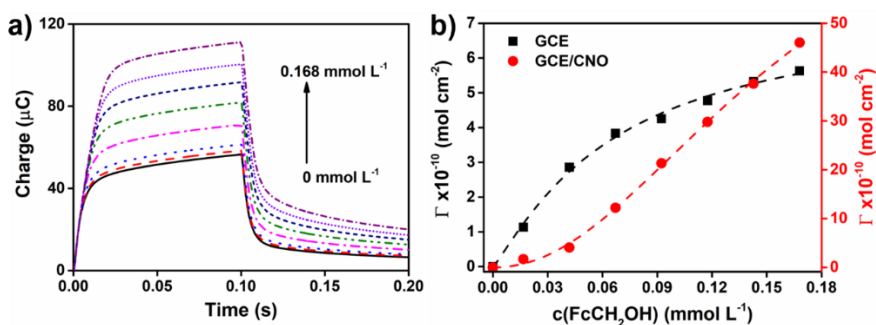 a)
120
80
40
0
Charge (μC)
0.168 mmol L⁻¹
0 mmol L⁻¹
0.00 0.05 0.10 0.15 0.20
Time (s)
b)
7
6
5
4
3
2
1
0
Γ x10⁻¹⁰ (mol cm⁻²)
GCE
GCE/CNO
50
40
30
20
10
0
Γ x10⁻¹⁰ (mol cm⁻²)
0.00 0.03 0.06 0.09 0.12 0.15 0.18
c(FcCH₂OH) (mmol L⁻¹)